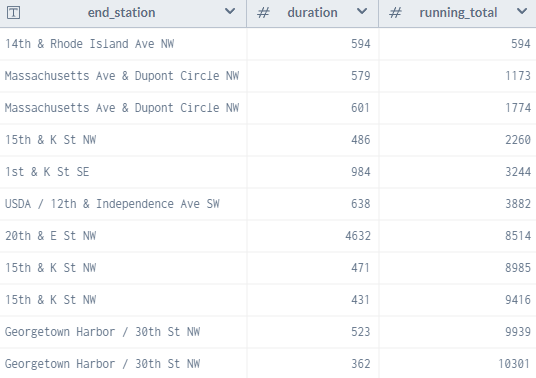 T end_station # duration # running_total
14th & Rhode Island Ave NW 594 594
Massachusetts Ave & Dupont Circle NW 579 1173
Massachusetts Ave & Dupont Circle NW 601 1774
15th & K St NW 486 2260
1st & K St SE 984 3244
USDA / 12th & Independence Ave SW 638 3882
20th & E St NW 4632 8514
15th & K St NW 471 8985
15th & K St NW 431 9416
Georgetown Harbor / 30th St NW 523 9939
Georgetown Harbor / 30th St NW 362 10301